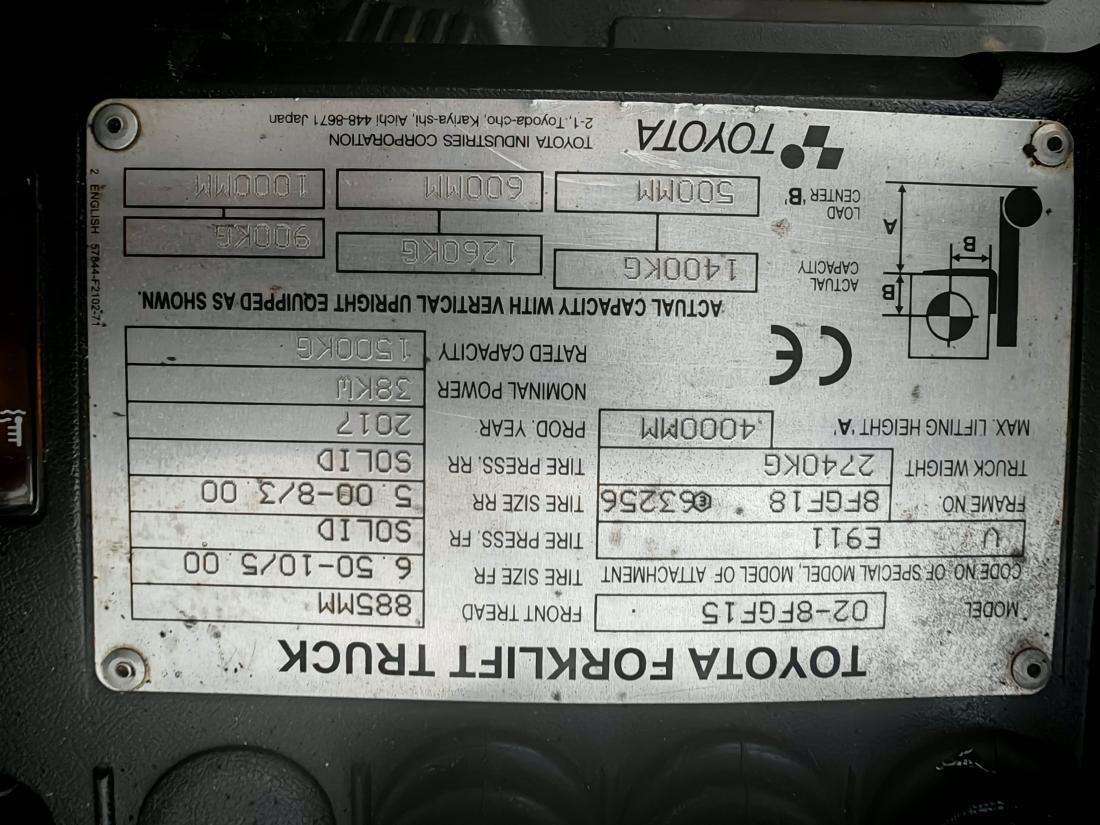 TOYOTA FORKLIFT TRUCK
MODEL 02-8FGF15
CODE NO. OF SPECIAL MODEL, MODEL OF ATTACHMENT
V E911
FRAME NO. 8FGF18 E 63256
TRUCK WEIGHT 2740KG
MAX. LIFTING HEIGHT 'A' 4000MM
FRONT TREAD 885MM
TIRE SIZE FR 6.50-10/5.00
TIRE PRESS. FR SOLID
TIRE SIZE RR 5.00-8/3.00
TIRE PRESS. RR SOLID
PROD. YEAR 2017
NOMINAL POWER 38KW
RATED CAPACITY 1500KG
CE
B
B
A
ACTUAL CAPACITY WITH VERTICAL UPRIGHT EQUIPPED AS SHOWN.
ACTUAL CAPACITY 1400KG 1260KG 900KG
LOAD CENTER 'B' 500MM 600MM 1000MM
TOYOTA
TOYOTA INDUSTRIES CORPORATION
2-1, Toyoda-cho, Kariya-shi, Aichi 448-8671 Japan
2 ENGLISH 57844-F2102-71